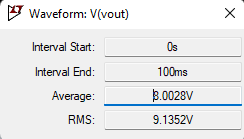 Waveform: V(vout)
Interval Start: 0s
Interval End: 100ms
Average: 8.0028V
RMS: 9.1352V